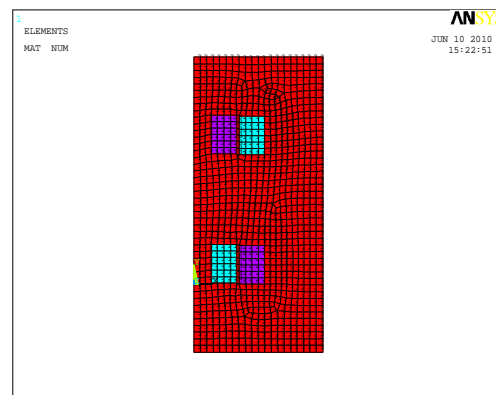 1
ELEMENTS
MAT NUM
ANSYS
JUN 10 2010
15:22:51
Y